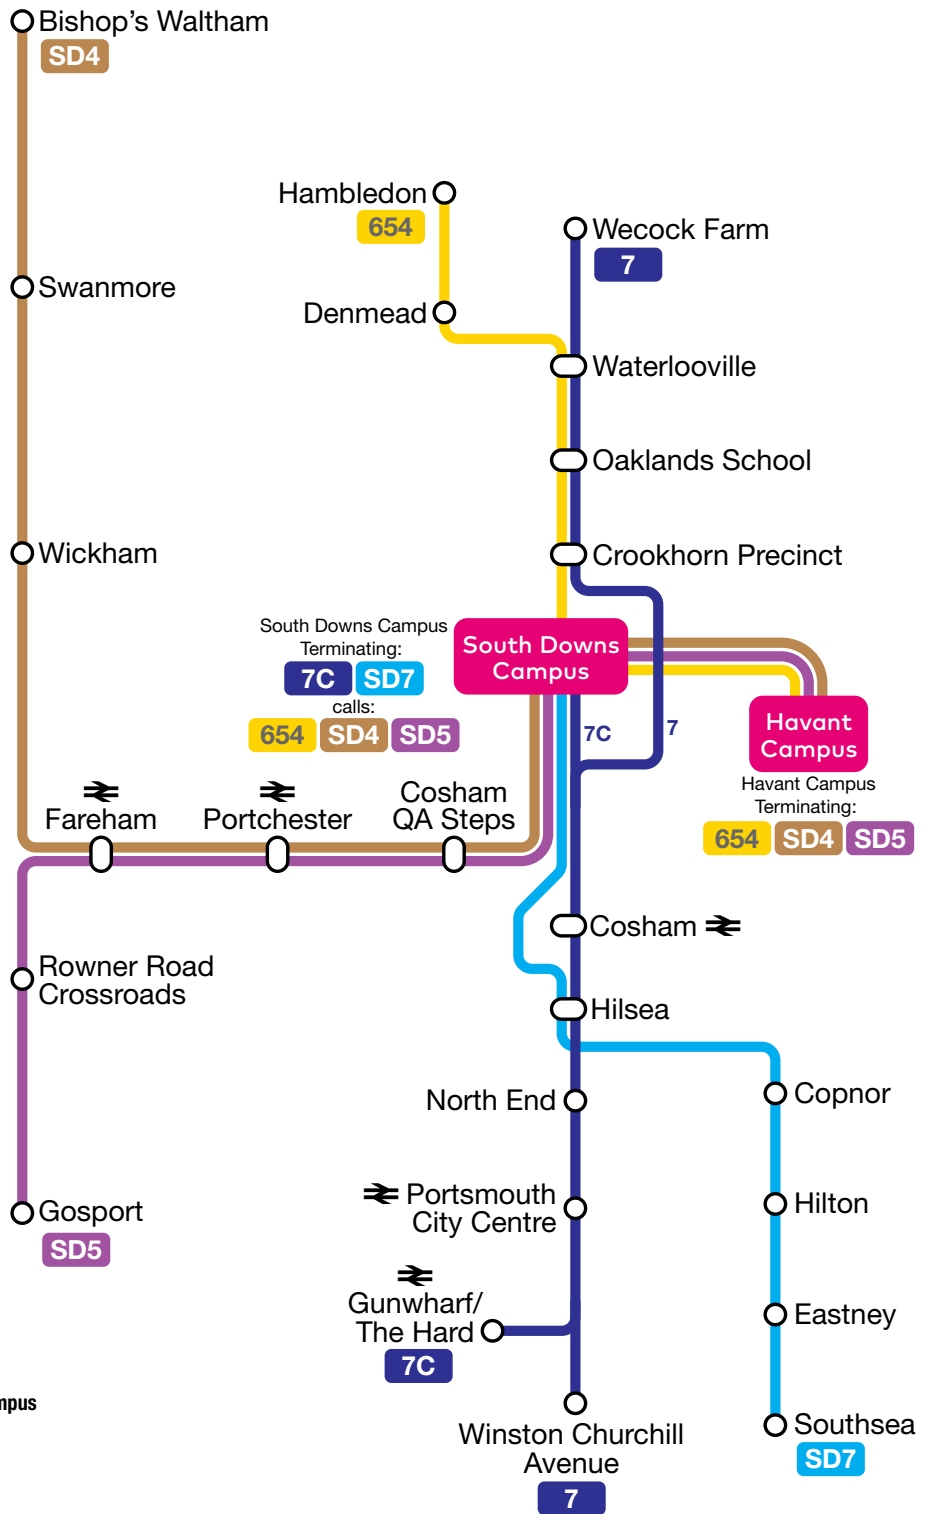 Bishop's Waltham
SD4
Hambledon
654
Wecock Farm
7
Swanmore
Denmead
Waterlooville
Oaklands School
Wickham
Crookhorn Precinct
South Downs Campus
Terminating:
7C SD7
calls:
654 SD4 SD5
South Downs
Campus
7C
7
Havant
Campus
Havant Campus
Terminating:
654 SD4 SD5
Fareham
Portchester
Cosham
QA Steps
Cosham
Rowner Road
Crossroads
Hilsea
North End
Copnor
Portsmouth
City Centre
Hilton
Gosport
SD5
Gunwharf/
The Hard
7C
Eastney
mpus
Winston Churchill
Avenue
7
Southsea
SD7